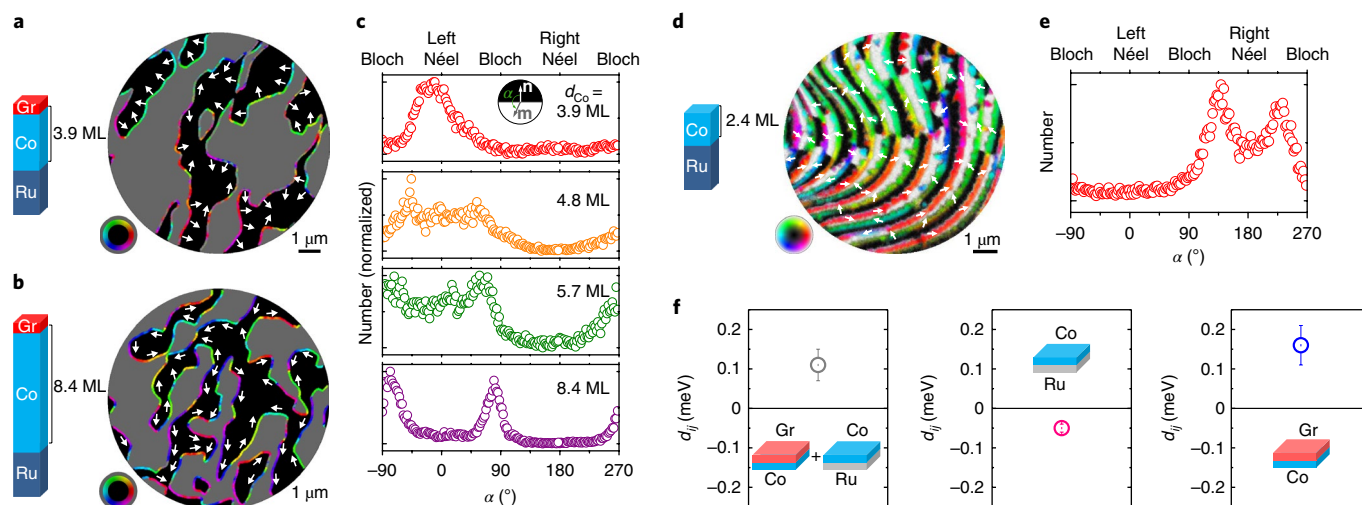 a
Gr
Co
3.9 ML
Ru
1 μm
b
Gr
Co
8.4 ML
Ru
1 μm
c
Left Right
Bloch Néel Bloch Néel Bloch
α n
m
d_Co =
3.9 ML
4.8 ML
5.7 ML
8.4 ML
Number (normalized)
−90 0 90 180 270
α (°)
d
Co
2.4 ML
Ru
1 μm
e
Left Right
Bloch Néel Bloch Néel Bloch
Number
−90 0 90 180 270
α (°)
f
d_ij (meV)
0.2
0.1
0
−0.1
−0.2
Gr Co
+
Co Ru
d_ij (meV)
0.2
0.1
0
−0.1
−0.2
Co
Ru
d_ij (meV)
0.2
0.1
0
−0.1
−0.2
Gr
Co